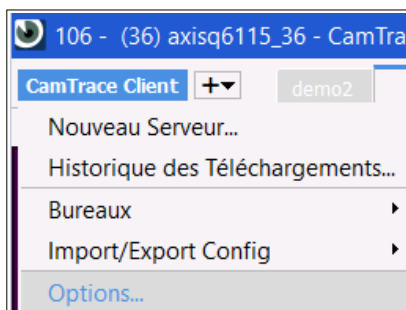 106 - (36) axisq6115_36 - CamTra
CamTrace Client + demo2
Nouveau Serveur...
Historique des Téléchargements...
Bureaux
Import/Export Config
Options...